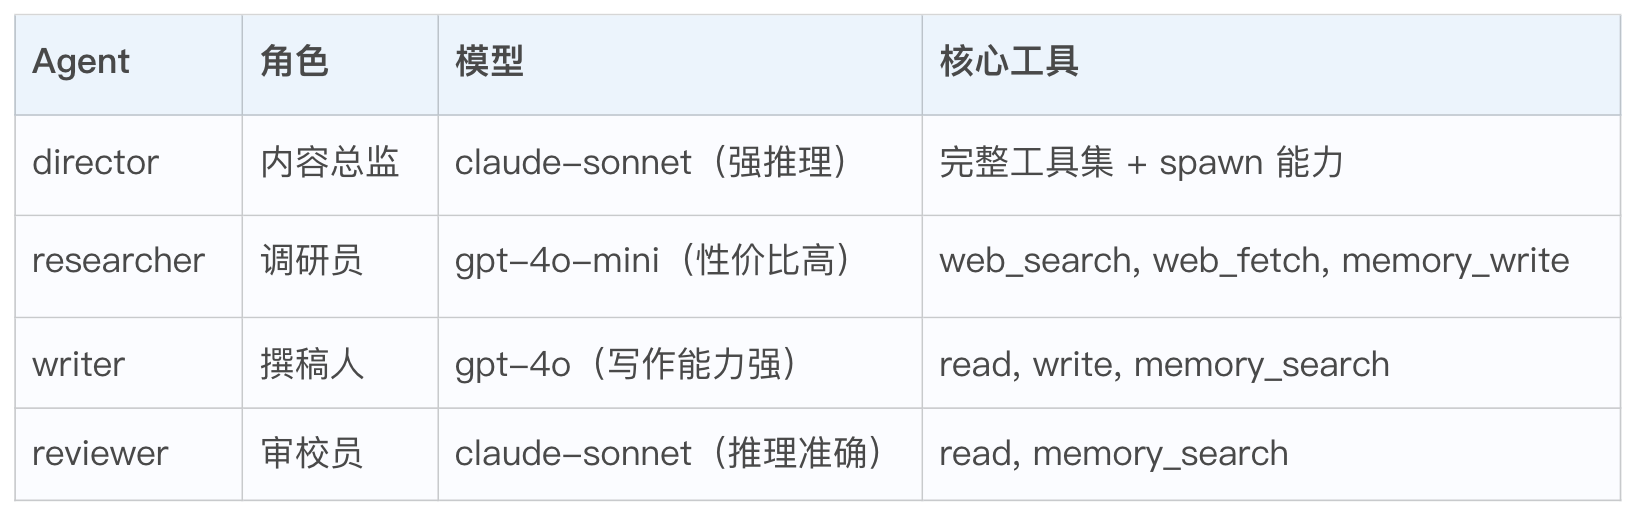 Agent 角色 模型 核心工具
director 内容总监 claude-sonnet（强推理） 完整工具集 + spawn 能力
researcher 调研员 gpt-4o-mini（性价比高） web_search, web_fetch, memory_write
writer 撰稿人 gpt-4o（写作能力强） read, write, memory_search
reviewer 审校员 claude-sonnet（推理准确） read, memory_search